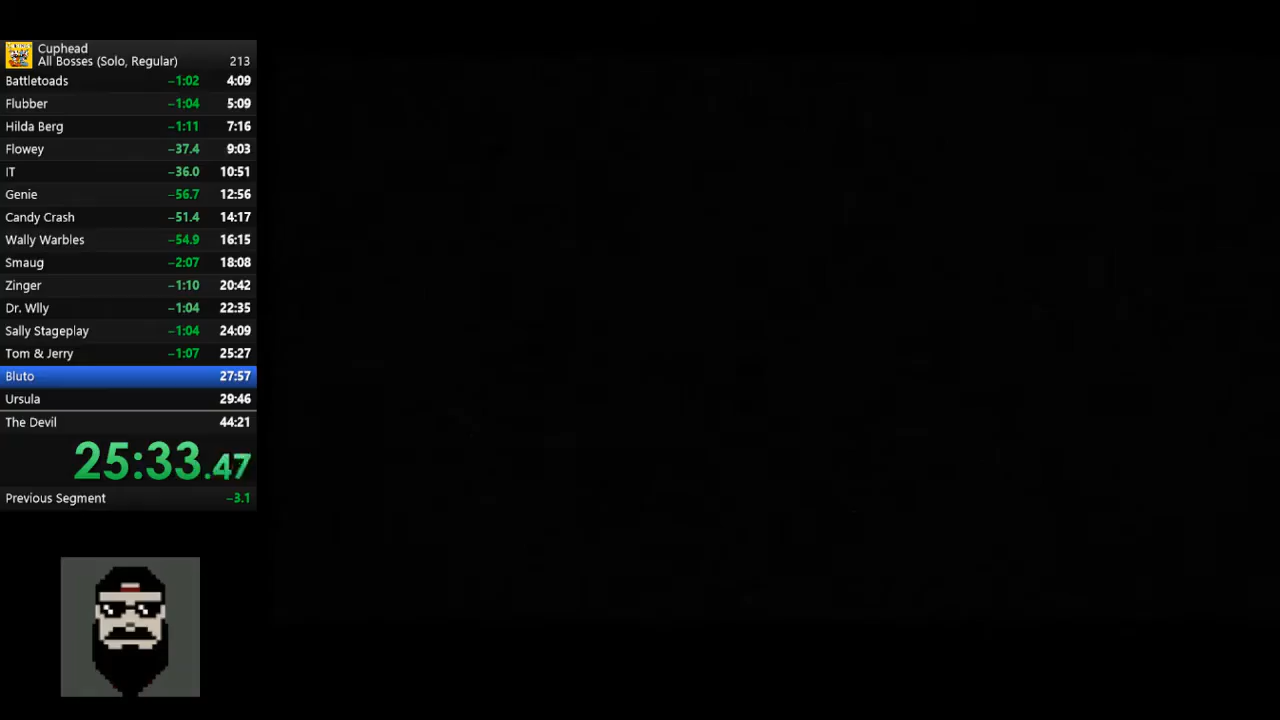 Cuphead
All Bosses (Solo, Regular) 213
Battletoads −1:02 4:09
Flubber −1:04 5:09
Hilda Berg −1:11 7:16
Flowey −37.4 9:03
IT −36.0 10:51
Genie −56.7 12:56
Candy Crash −51.4 14:17
Wally Warbles −54.9 16:15
Smaug −2:07 18:08
Zinger −1:10 20:42
Dr. Wlly −1:04 22:35
Sally Stageplay −1:04 24:09
Tom & Jerry −1:07 25:27
Bluto 27:57
Ursula 29:46
The Devil 44:21
25:33.47
Previous Segment −3.1